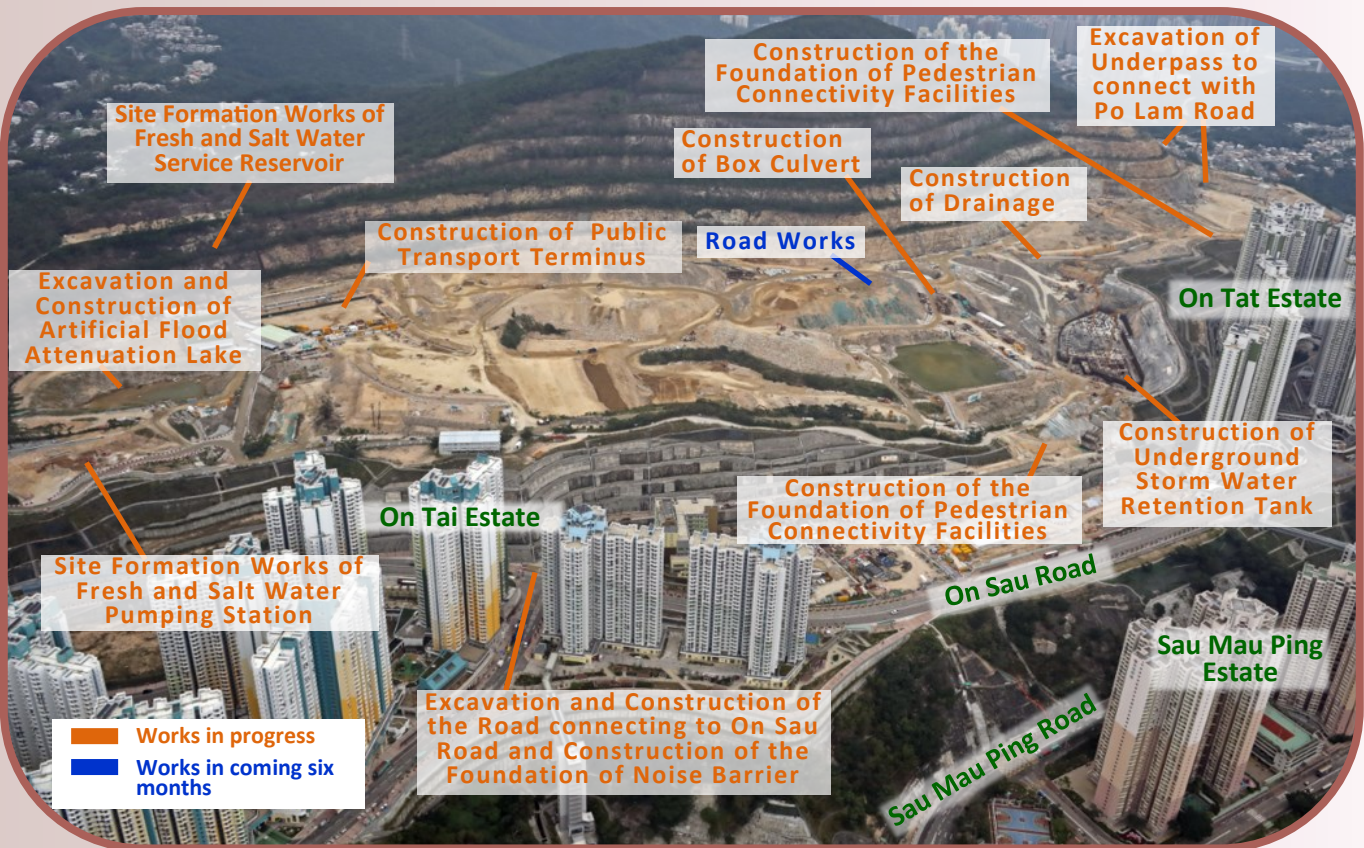 Construction of the
Foundation of Pedestrian
Connectivity Facilities
Excavation of
Underpass to
connect with
Po Lam Road
Site Formation Works of
Fresh and Salt Water
Service Reservoir
Construction
of Box Culvert
Construction
of Drainage
Construction of Public
Transport Terminus
Road Works
Excavation and
Construction of
Artificial Flood
Attenuation Lake
On Tat Estate
Construction of
Underground
Storm Water
Retention Tank
On Tai Estate
Construction of the
Foundation of Pedestrian
Connectivity Facilities
Site Formation Works of
Fresh and Salt Water
Pumping Station
On Sau Road
Sau Mau Ping
Estate
Excavation and Construction of
the Road connecting to On Sau
Road and Construction of the
Foundation of Noise Barrier
Sau Mau Ping Road
Works in progress
Works in coming six
months